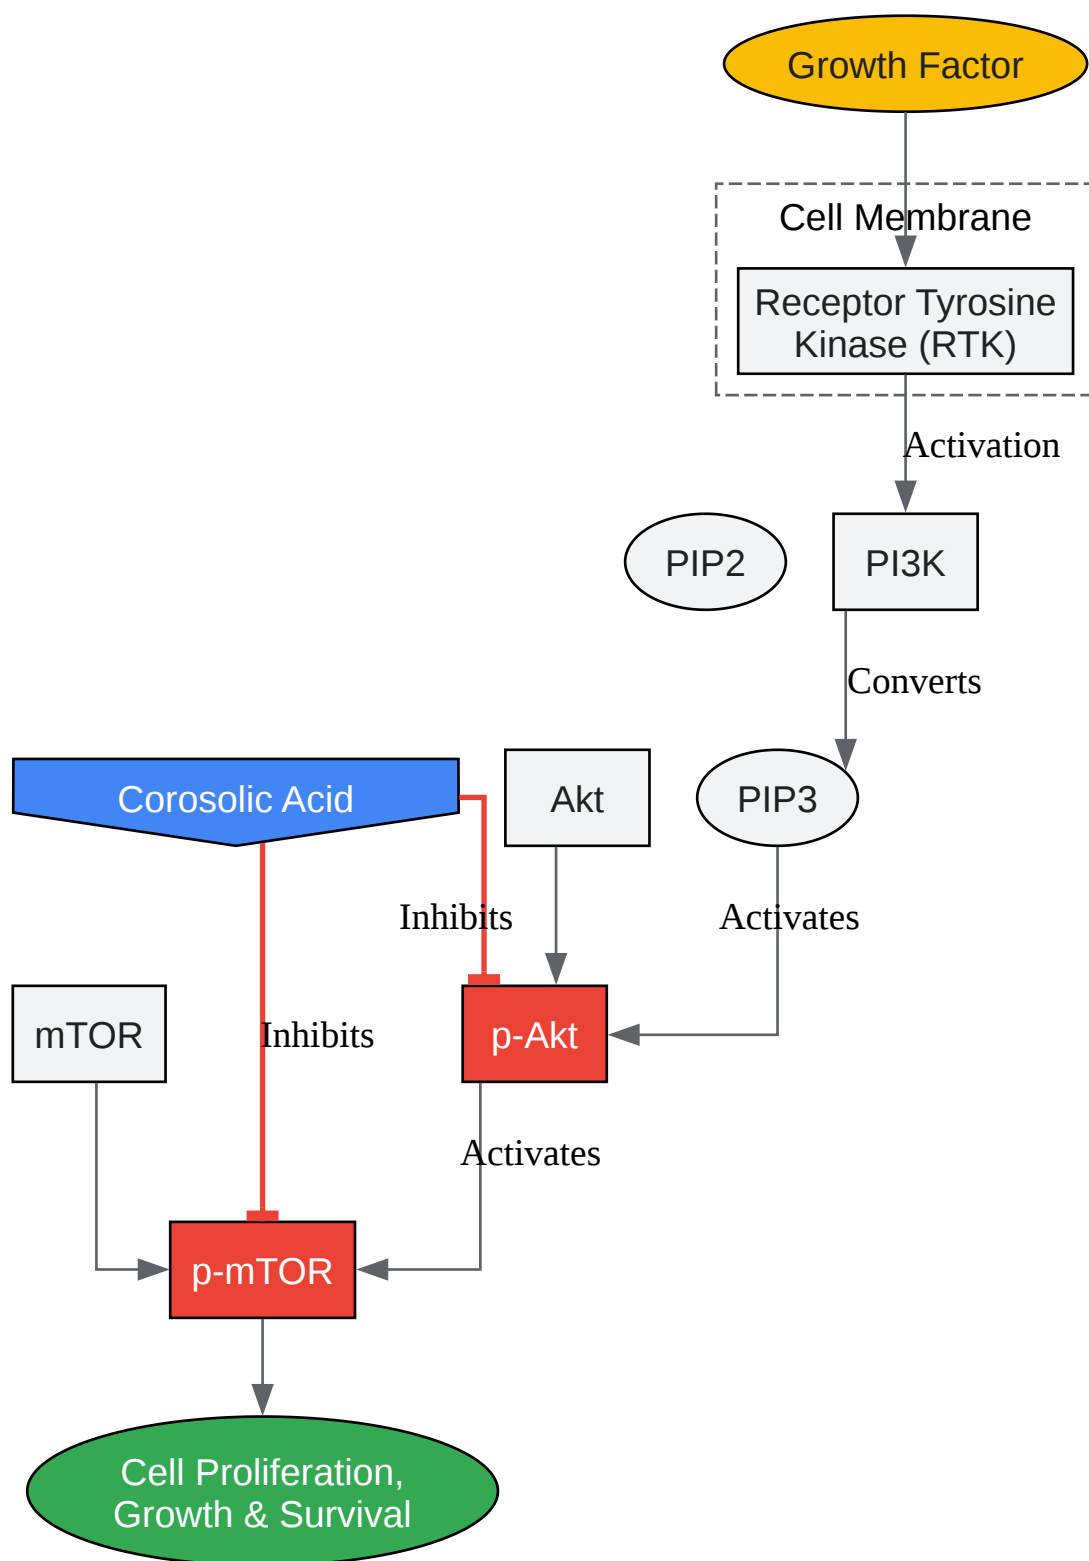 Growth Factor
Cell Membrane
Receptor Tyrosine
Kinase (RTK)
Activation
PIP2
PI3K
Converts
Corosolic Acid
Akt
PIP3
Inhibits
Activates
mTOR
Inhibits
p-Akt
Activates
p-mTOR
Cell Proliferation,
Growth & Survival